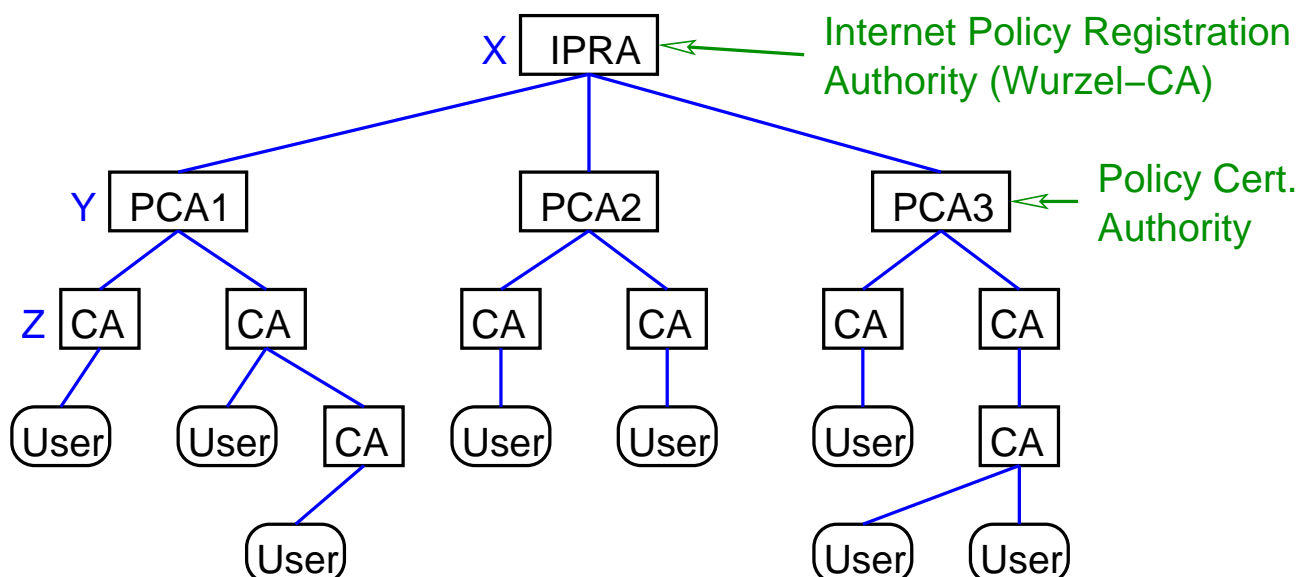 X
IPRA
Internet Policy Registration
Authority (Wurzel−CA)
Y
PCA1
PCA2
PCA3
Policy Cert.
Authority
Z
CA
CA
CA
CA
CA
CA
User
User
CA
User
User
User
CA
User
User
User